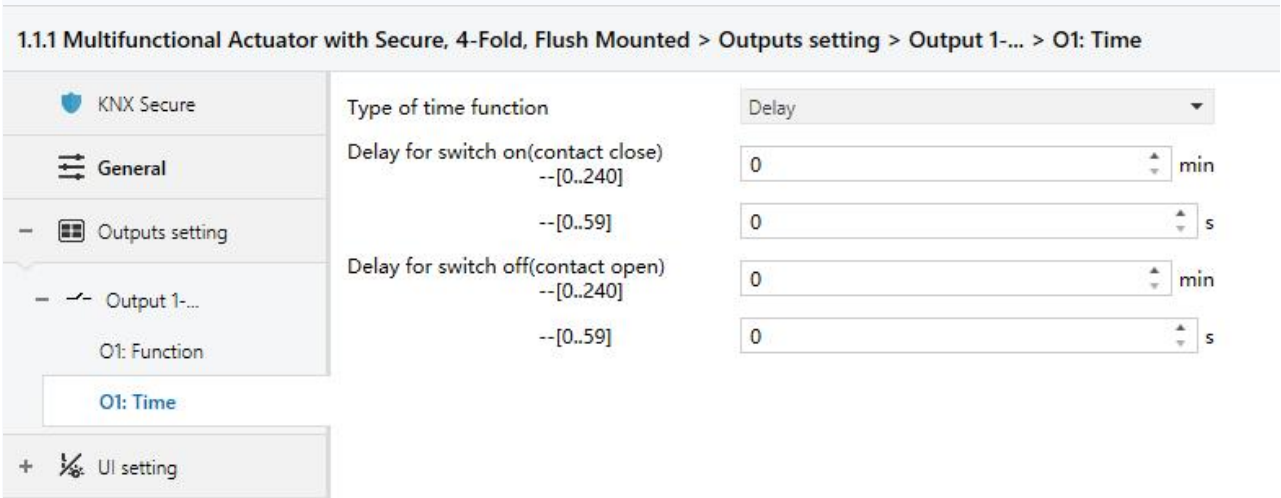 1.1.1 Multifunctional Actuator with Secure, 4-Fold, Flush Mounted > Outputs setting > Output 1-... > O1: Time
KNX Secure
General
Outputs setting
Output 1-...
O1: Function
O1: Time
UI setting
Type of time function
Delay
Delay for switch on(contact close)
--[0..240]
0
min
--[0..59]
0
s
Delay for switch off(contact open)
--[0..240]
0
min
--[0..59]
0
s